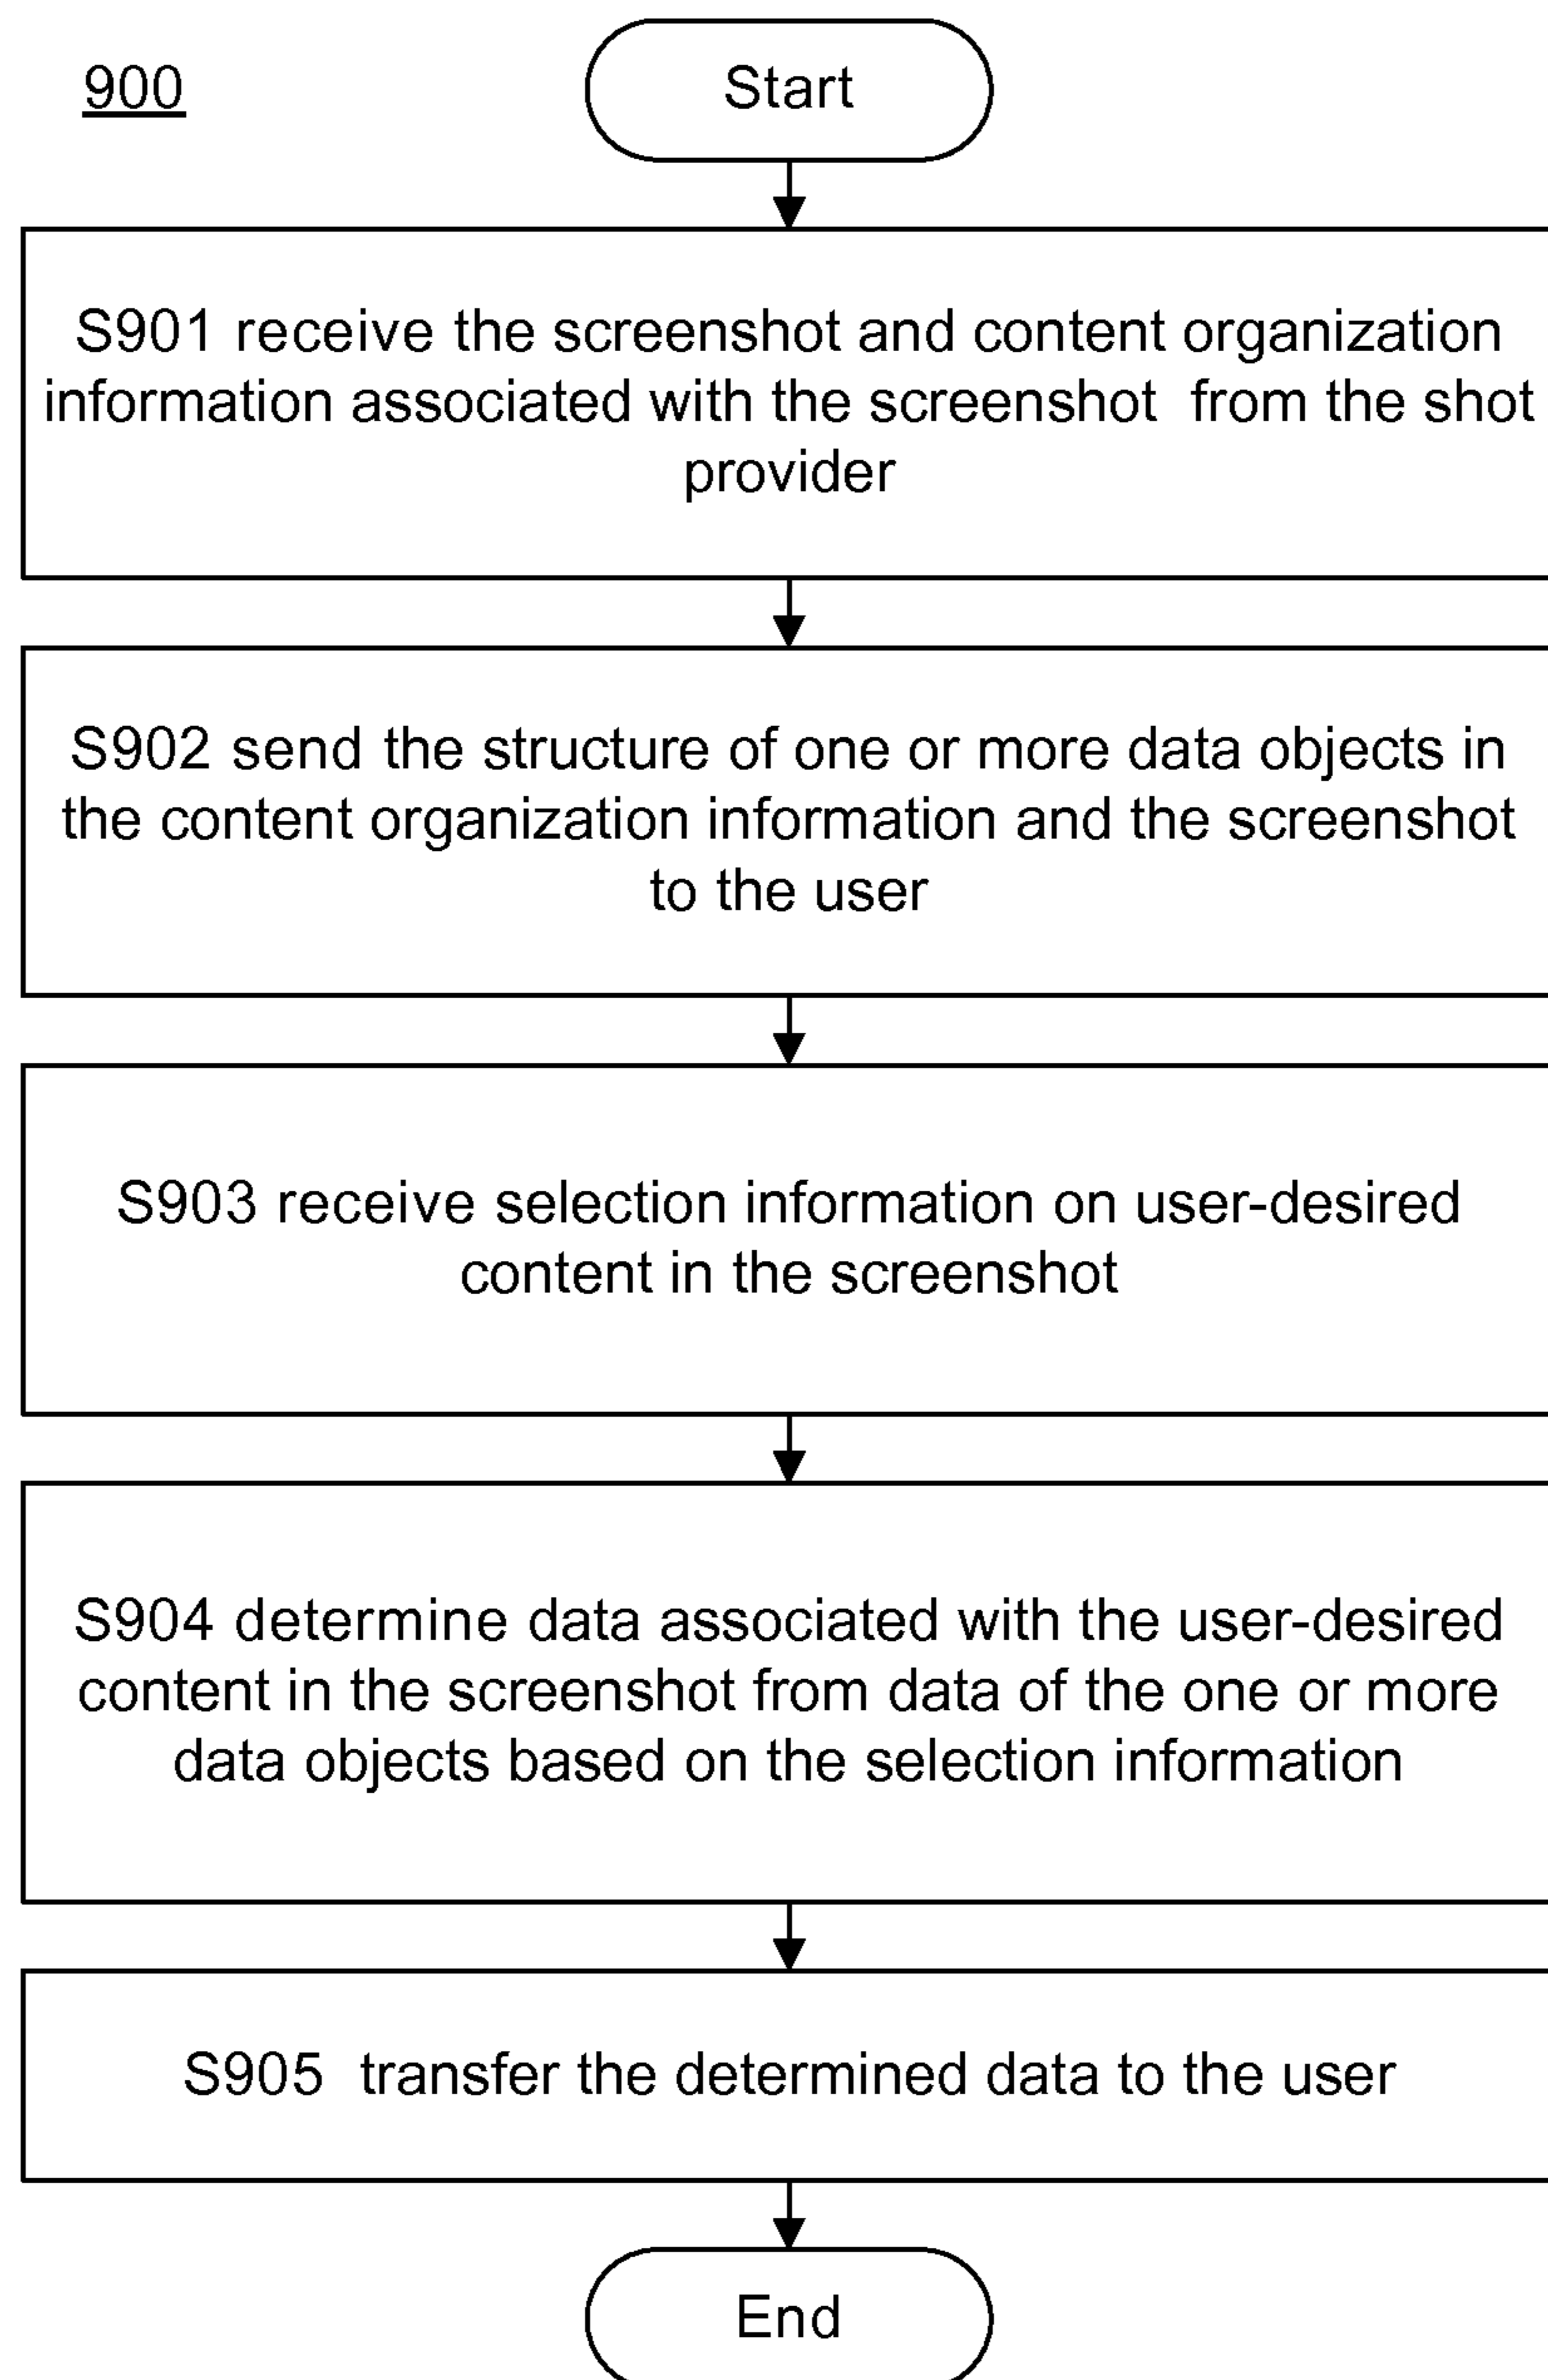 900
Start
S901 receive the screenshot and content organization
information associated with the screenshot from the shot
provider
S902 send the structure of one or more data objects in
the content organization information and the screenshot
to the user
S903 receive selection information on user-desired
content in the screenshot
S904 determine data associated with the user-desired
content in the screenshot from data of the one or more
data objects based on the selection information
S905 transfer the determined data to the user
End